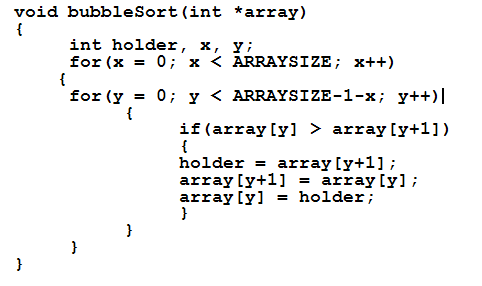 void bubbleSort(int *array)
{
int holder, x, y;
for(x = 0; x < ARRAYSIZE; x++)
{
for(y = 0; y < ARRAYSIZE-1-x; y++)
{
if(array[y] > array[y+1])
{
holder = array[y+1];
array[y+1] = array[y];
array[y] = holder;
}
}
}
}